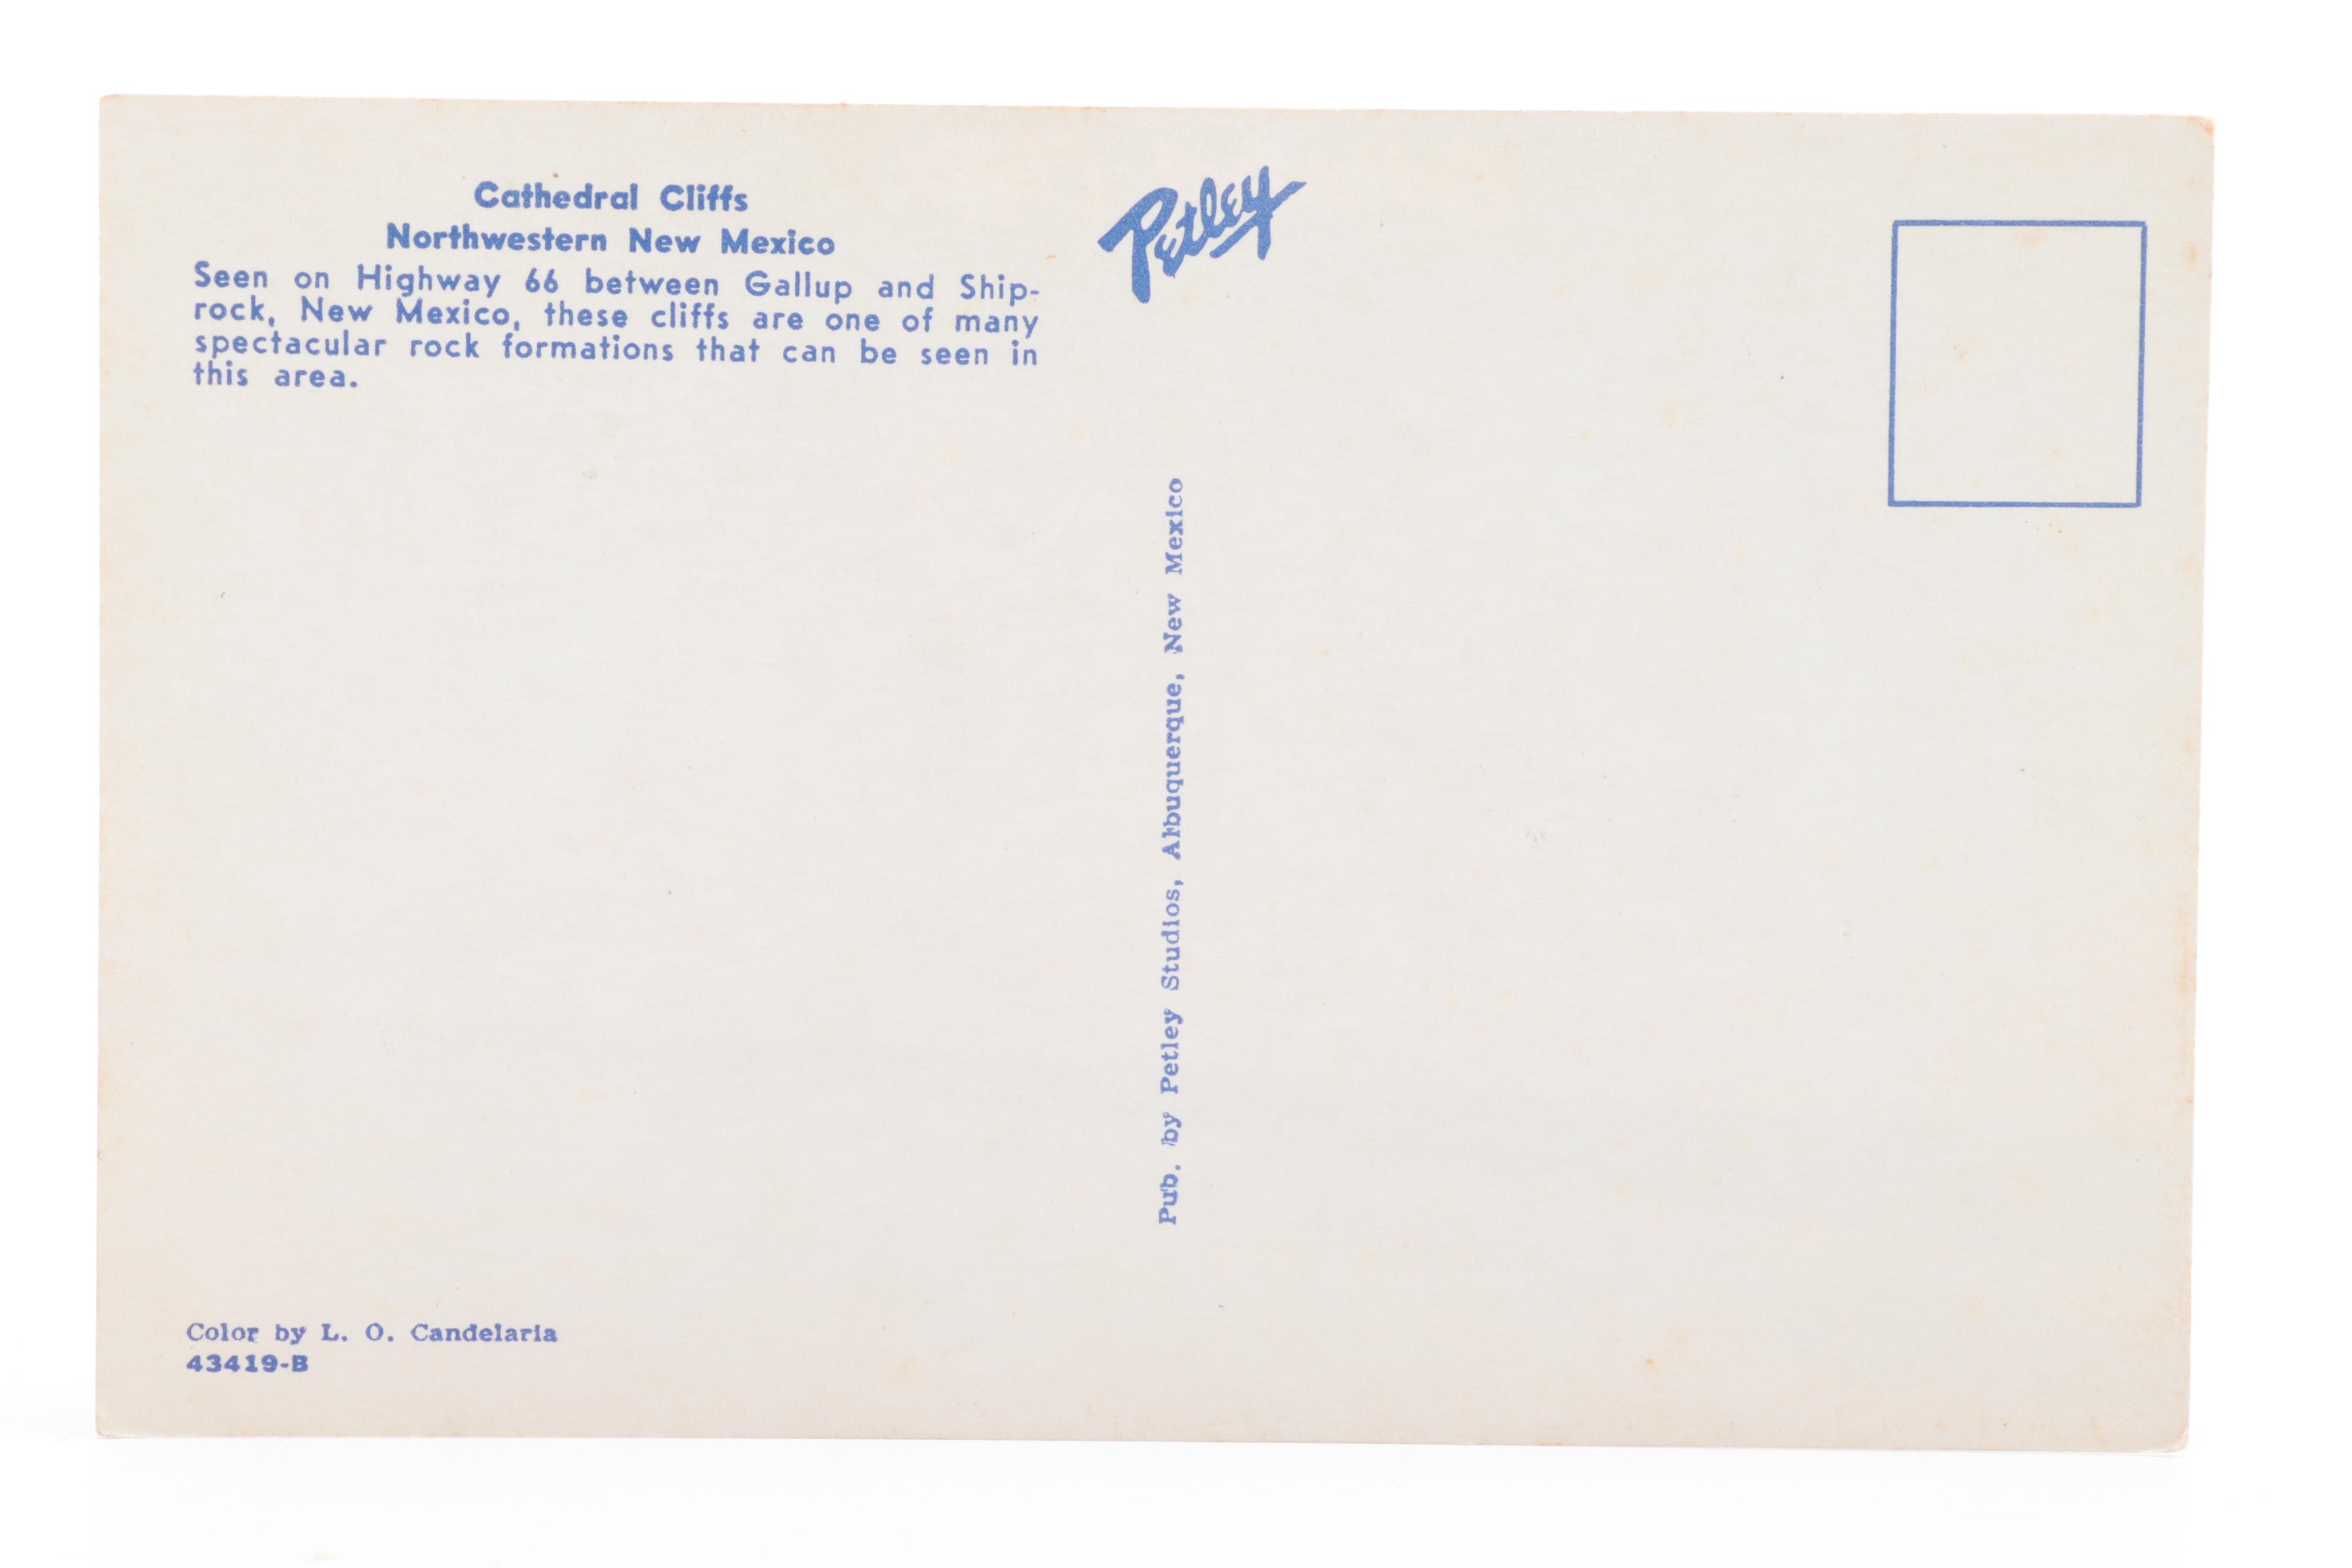 Cathedral Cliffs
Northwestern New Mexico
Seen on Highway 66 between Gallup and Ship-
rock, New Mexico, these cliffs are one of many
spectacular rock formations that can be seen in
this area.
Petley
Pub. by Petley Studios, Albuquerque, New Mexico
Color by L. O. Candelaria
43419-B